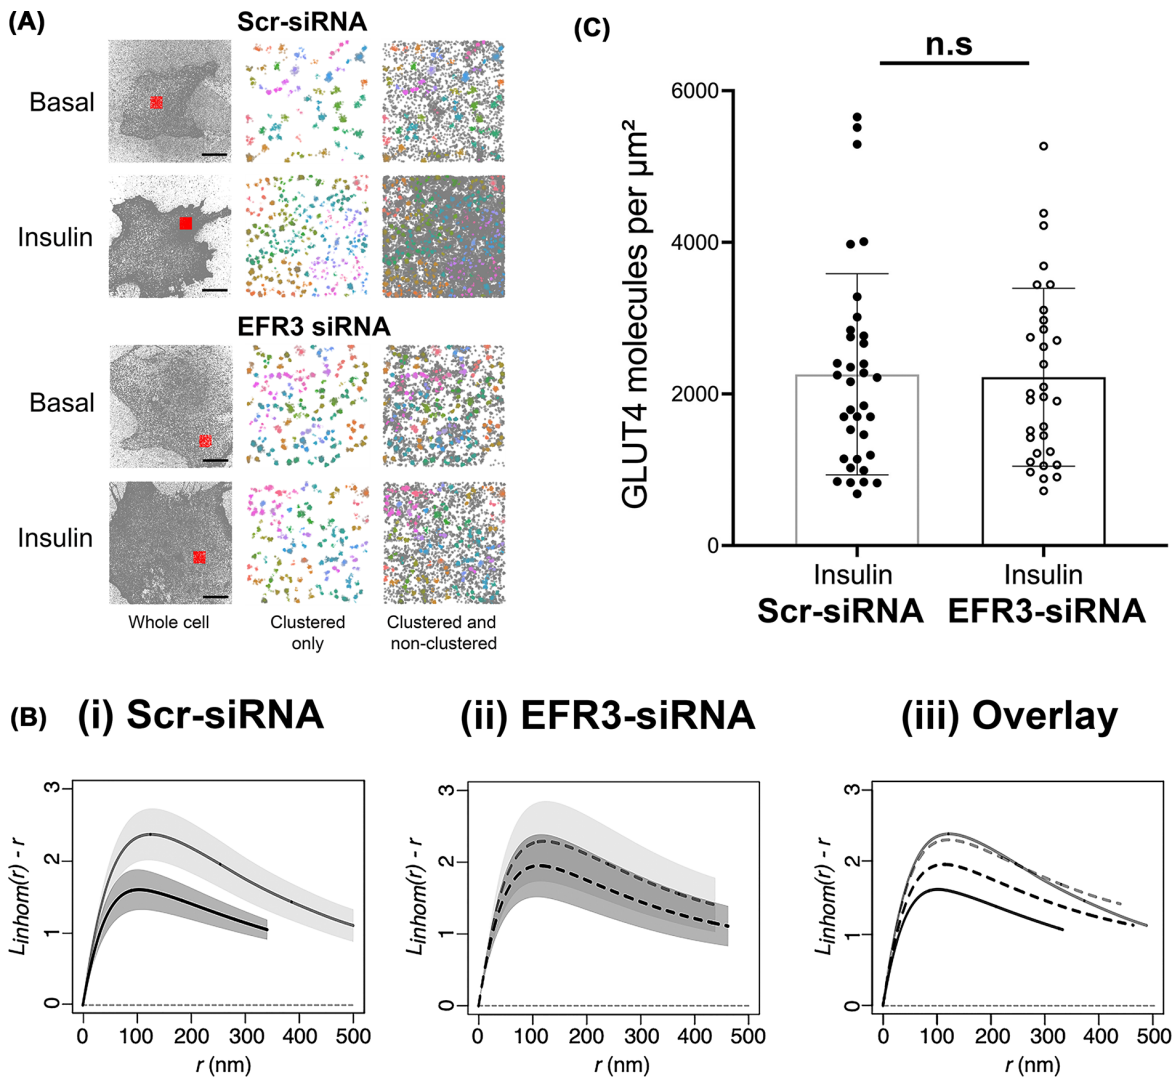 (A)
Scr-siRNA
Basal
Insulin
EFR3 siRNA
Basal
Insulin
Whole cell
Clustered
only
Clustered and
non-clustered
(C)
n.s
GLUT4 molecules per µm²
6000
4000
2000
0
Insulin
Scr-siRNA
Insulin
EFR3-siRNA
(B)
(i) Scr-siRNA
Linhom(r) - r
3
2
1
0
0 100 200 300 400 500
r (nm)
(ii) EFR3-siRNA
Linhom(r) - r
3
2
1
0
0 100 200 300 400 500
r (nm)
(iii) Overlay
Linhom(r) - r
3
2
1
0
0 100 200 300 400 500
r (nm)